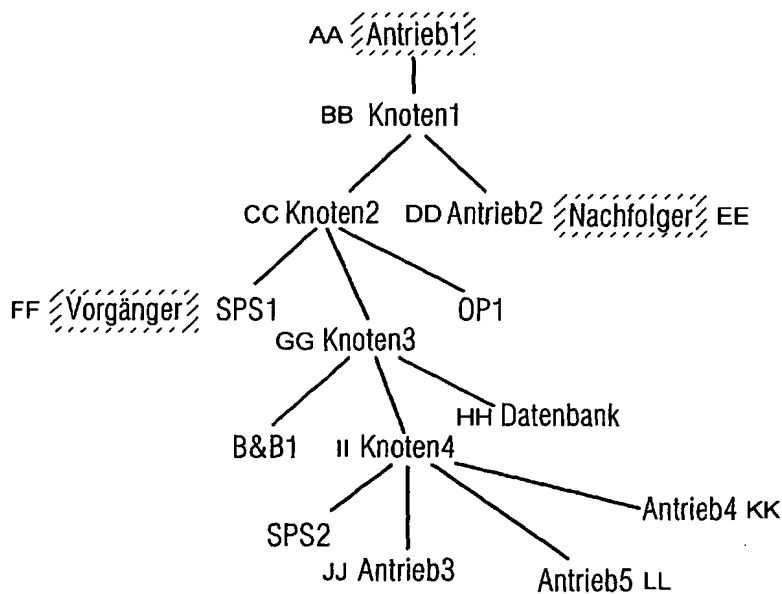 AA Antrieb1
BB Knoten1
CC Knoten2 DD Antrieb2 Nachfolger EE
FF Vorgänger SPS1 OP1
GG Knoten3
B&B1 II Knoten4 HH Datenbank
SPS2 JJ Antrieb3 Antrieb5 LL Antrieb4 KK